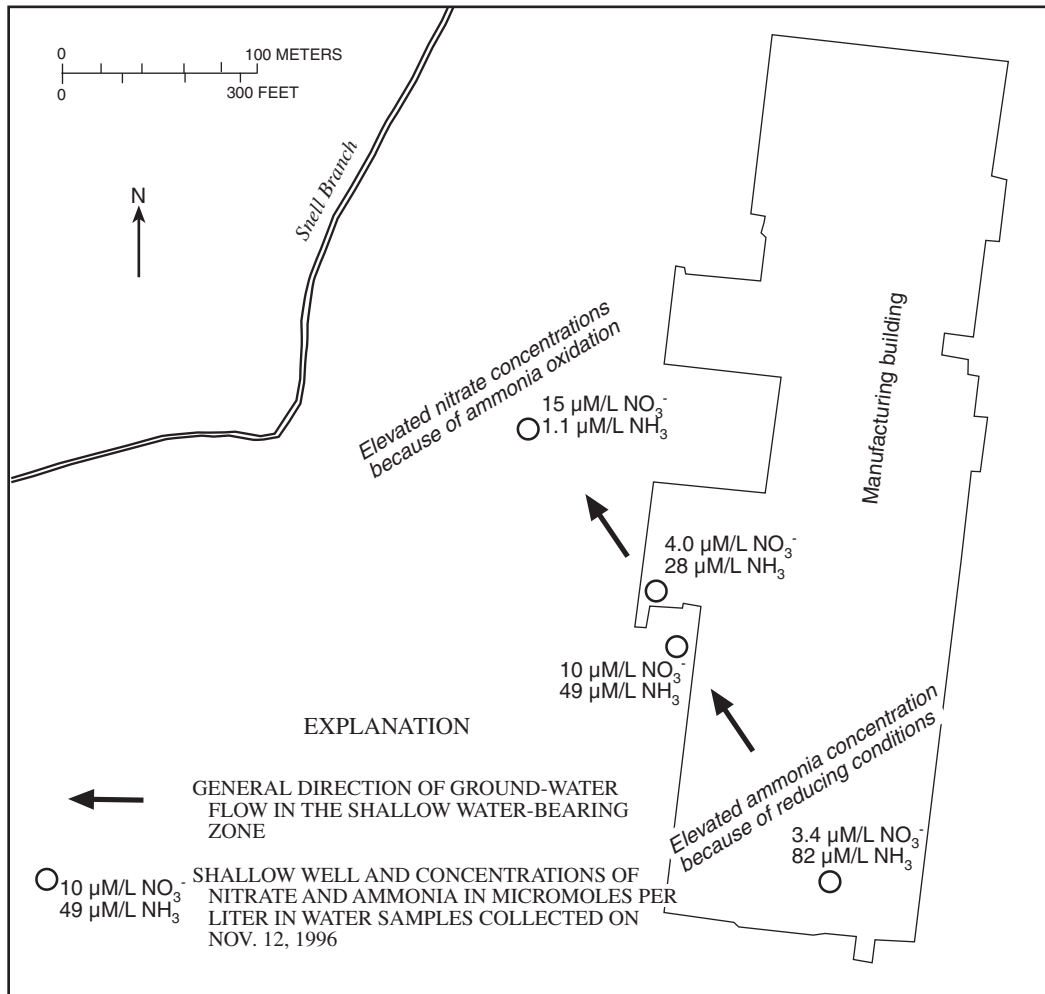 0 100 METERS
0 300 FEET
N
Snell Branch
Manufacturing building
Elevated nitrate concentrations
because of ammonia oxidation
15 µM/L NO₃⁻
1.1 µM/L NH₃
4.0 µM/L NO₃⁻
28 µM/L NH₃
10 µM/L NO₃⁻
49 µM/L NH₃
Elevated ammonia concentration
because of reducing conditions
3.4 µM/L NO₃⁻
82 µM/L NH₃
EXPLANATION
GENERAL DIRECTION OF GROUND-WATER
FLOW IN THE SHALLOW WATER-BEARING
ZONE
10 µM/L NO₃⁻
49 µM/L NH₃
SHALLOW WELL AND CONCENTRATIONS OF
NITRATE AND AMMONIA IN MICROMOLES PER
LITER IN WATER SAMPLES COLLECTED ON
NOV. 12, 1996